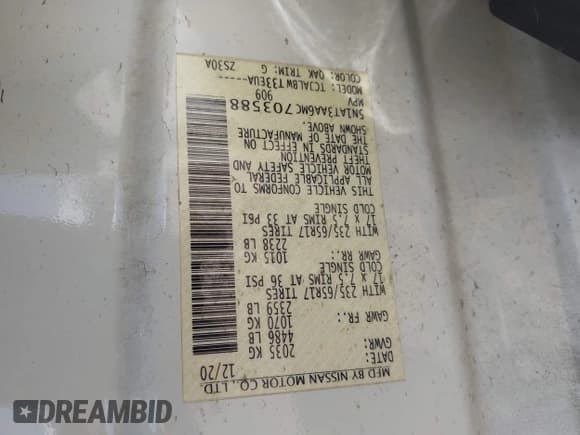 MFD BY NISSAN MOTOR CO., LTD.
DATE: 12/20
GVWR: 2035 KG
4486 LB
GAWR FR.: 1070 KG
2359 LB
WITH 235/65R17 TIRES
17 x 7.5 RIMS AT 36 PSI
COLD SINGLE
GAWR RR.: 1015 KG
2238 LB
WITH 235/65R17 TIRES
17 x 7.5 RIMS AT 33 PSI
COLD SINGLE
THIS VEHICLE CONFORMS TO
ALL APPLICABLE FEDERAL
MOTOR VEHICLE SAFETY AND
THEFT PREVENTION
STANDARDS IN EFFECT ON
THE DATE OF MANUFACTURE
SHOWN ABOVE.
5N1AT3AA6MC703588
MPV 909
MODEL: TC3ALBW T33EUA-----
COLOR: QAK TRIM: G ZS30A
DREAMBID